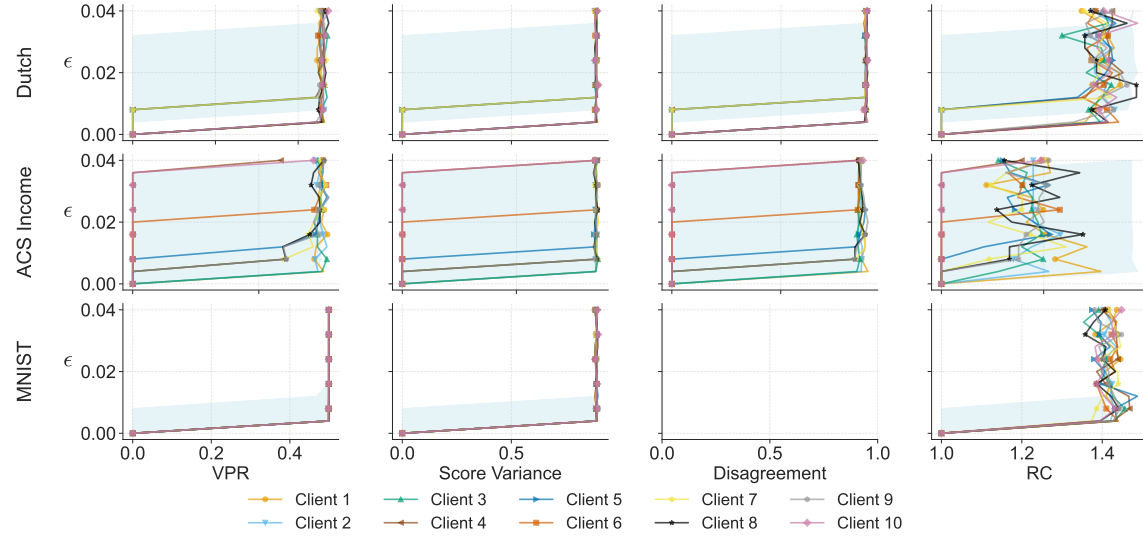 Dutch
ϵ
0.04
0.02
0.00
ACS Income
ϵ
0.04
0.02
0.00
MNIST
ϵ
0.04
0.02
0.00
0.0 0.2 0.4
0.0 0.5
0.0 0.5 1.0
1.0 1.2 1.4
VPR Score Variance Disagreement RC
Client 1 Client 3 Client 5 Client 7 Client 9
Client 2 Client 4 Client 6 Client 8 Client 10